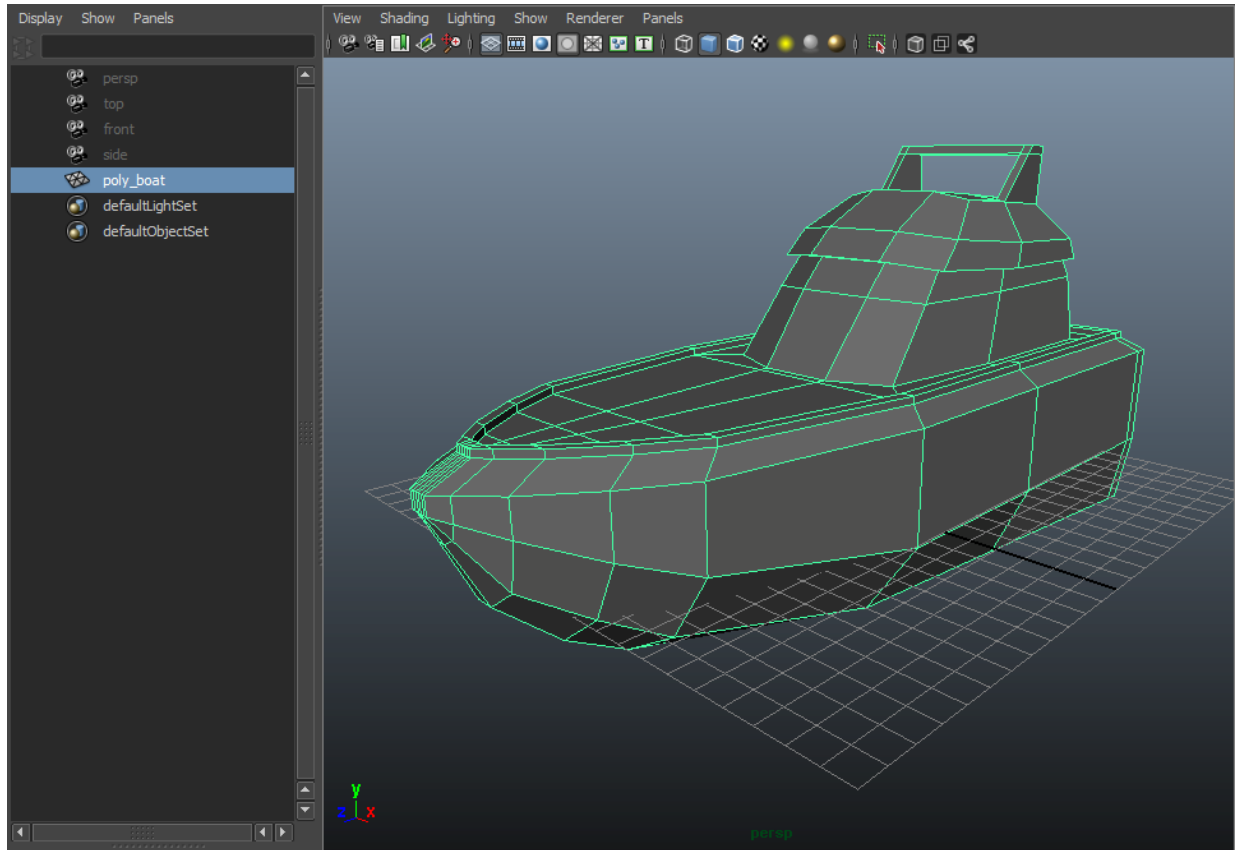 Display Show Panels
View Shading Lighting Show Renderer Panels
T
persp
top
front
side
poly_boat
defaultLightSet
defaultObjectSet
y
z x
persp